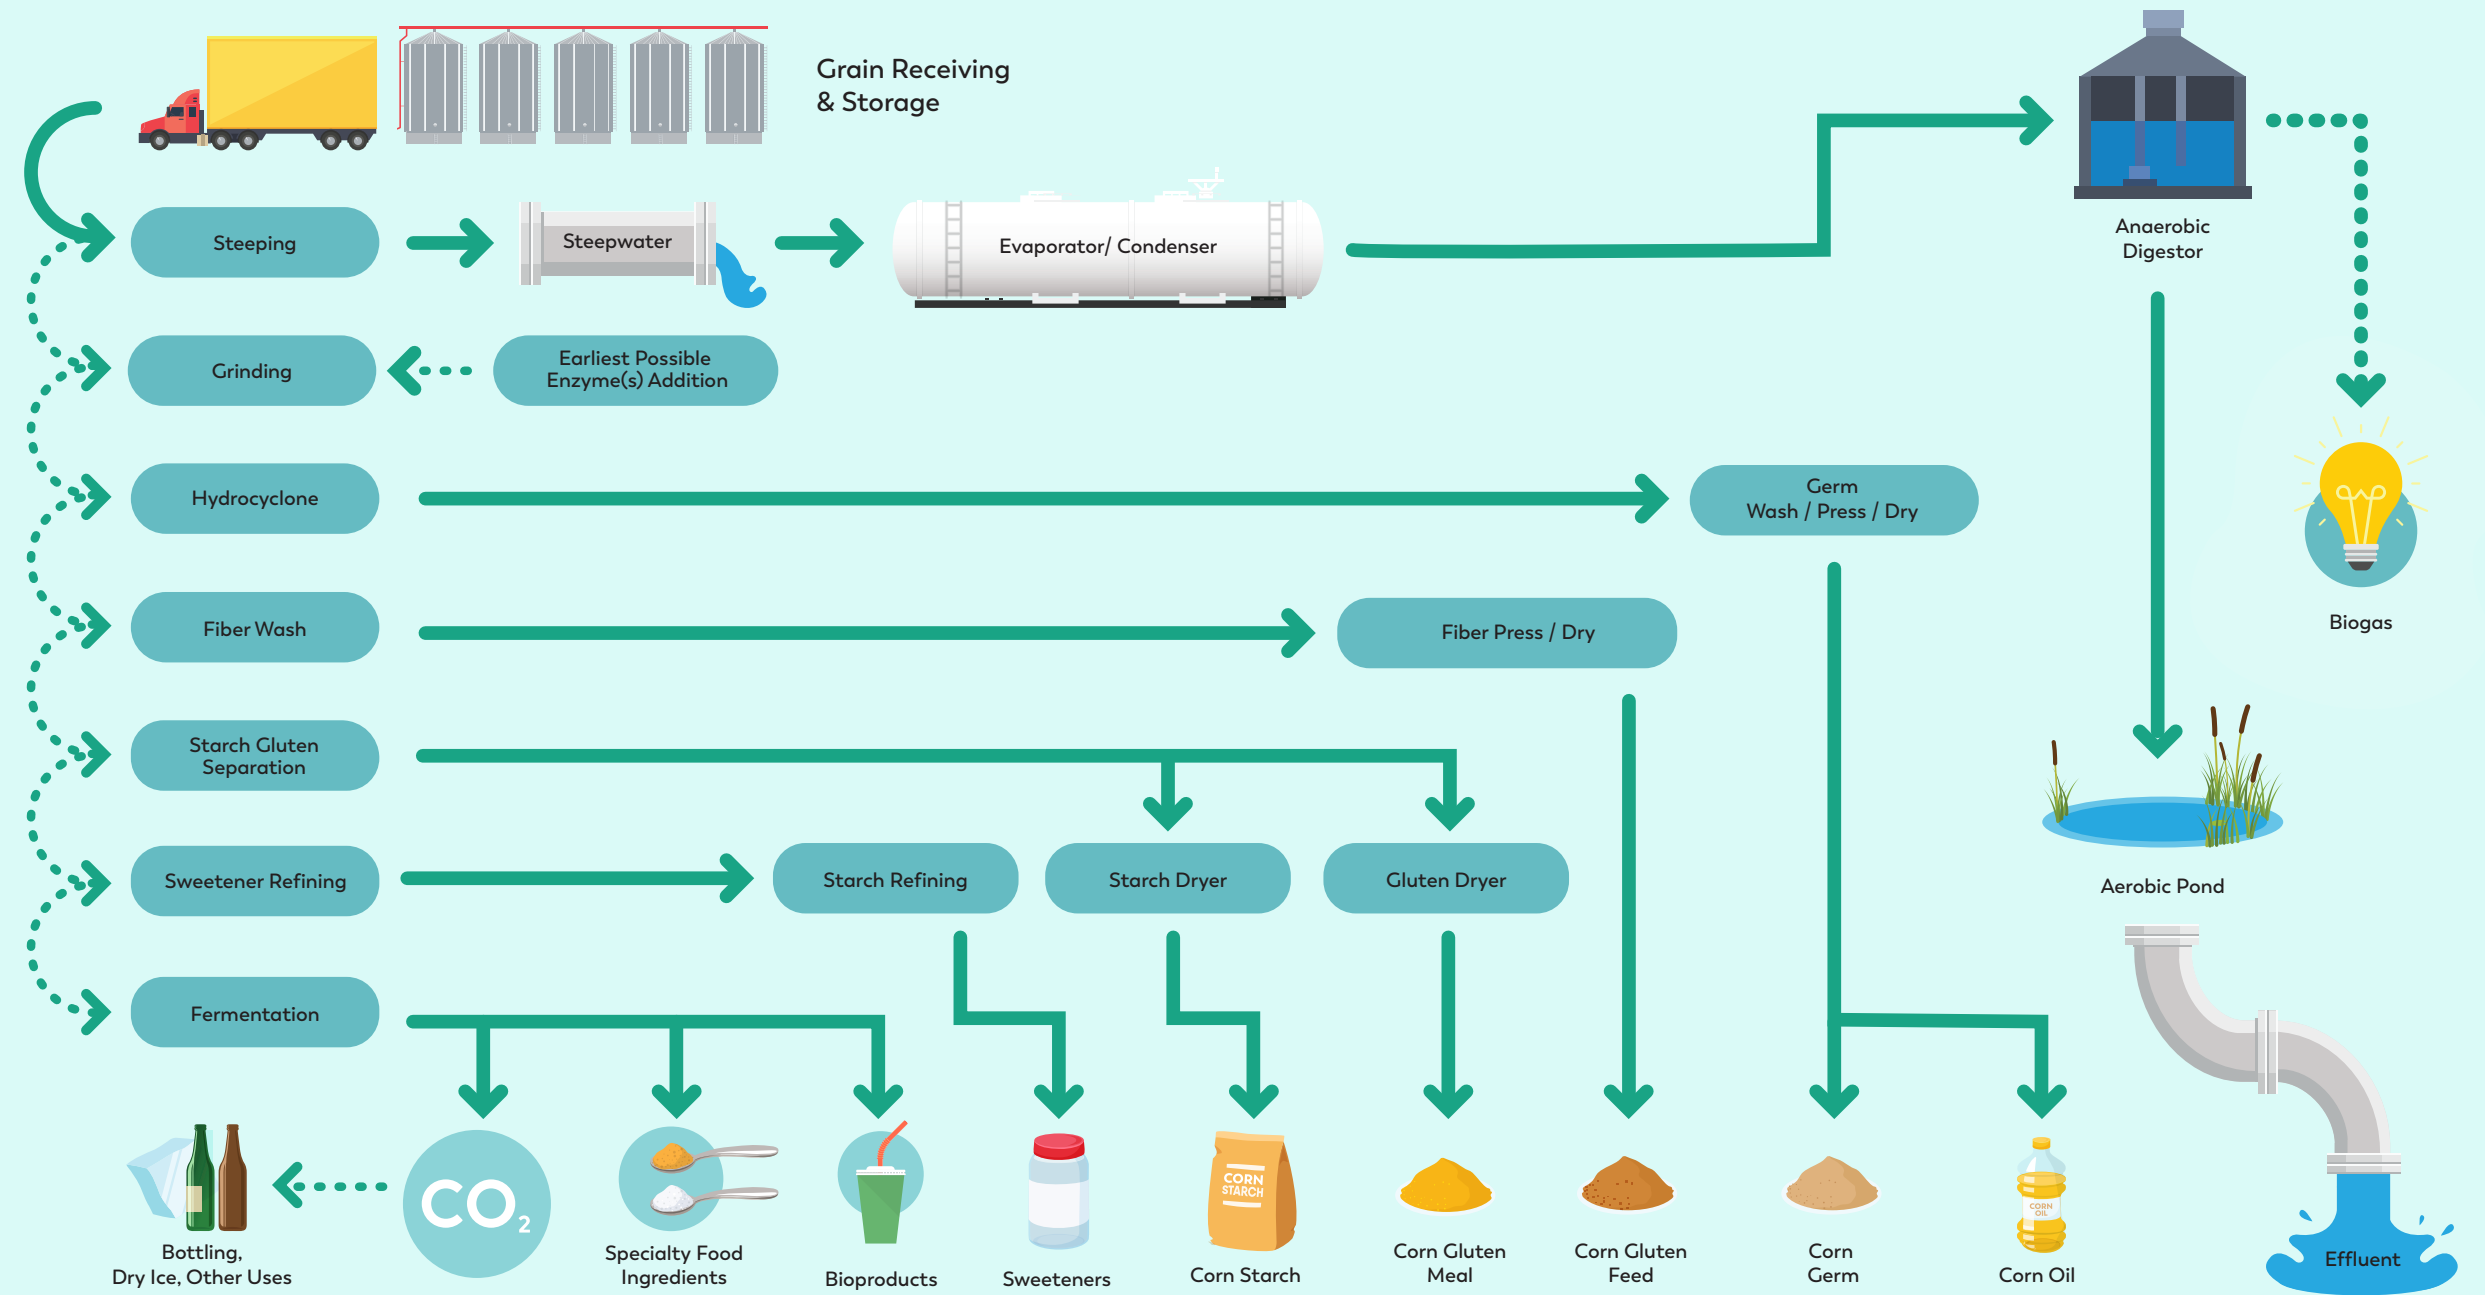 Grain Receiving
& Storage
Anaerobic
Digestor
Steeping
Steepwater
Evaporator/ Condenser
Grinding
Earliest Possible
Enzyme(s) Addition
Hydrocyclone
Germ
Wash / Press / Dry
Biogas
Fiber Wash
Fiber Press / Dry
Starch Gluten
Separation
Sweetener Refining
Starch Refining
Starch Dryer
Gluten Dryer
Aerobic Pond
Fermentation
CO2
CORN
STARCH
CORN
OIL
Bottling,
Dry Ice, Other Uses
Specialty Food
Ingredients
Bioproducts
Sweeteners
Corn Starch
Corn Gluten
Meal
Corn Gluten
Feed
Corn
Germ
Corn Oil
Effluent